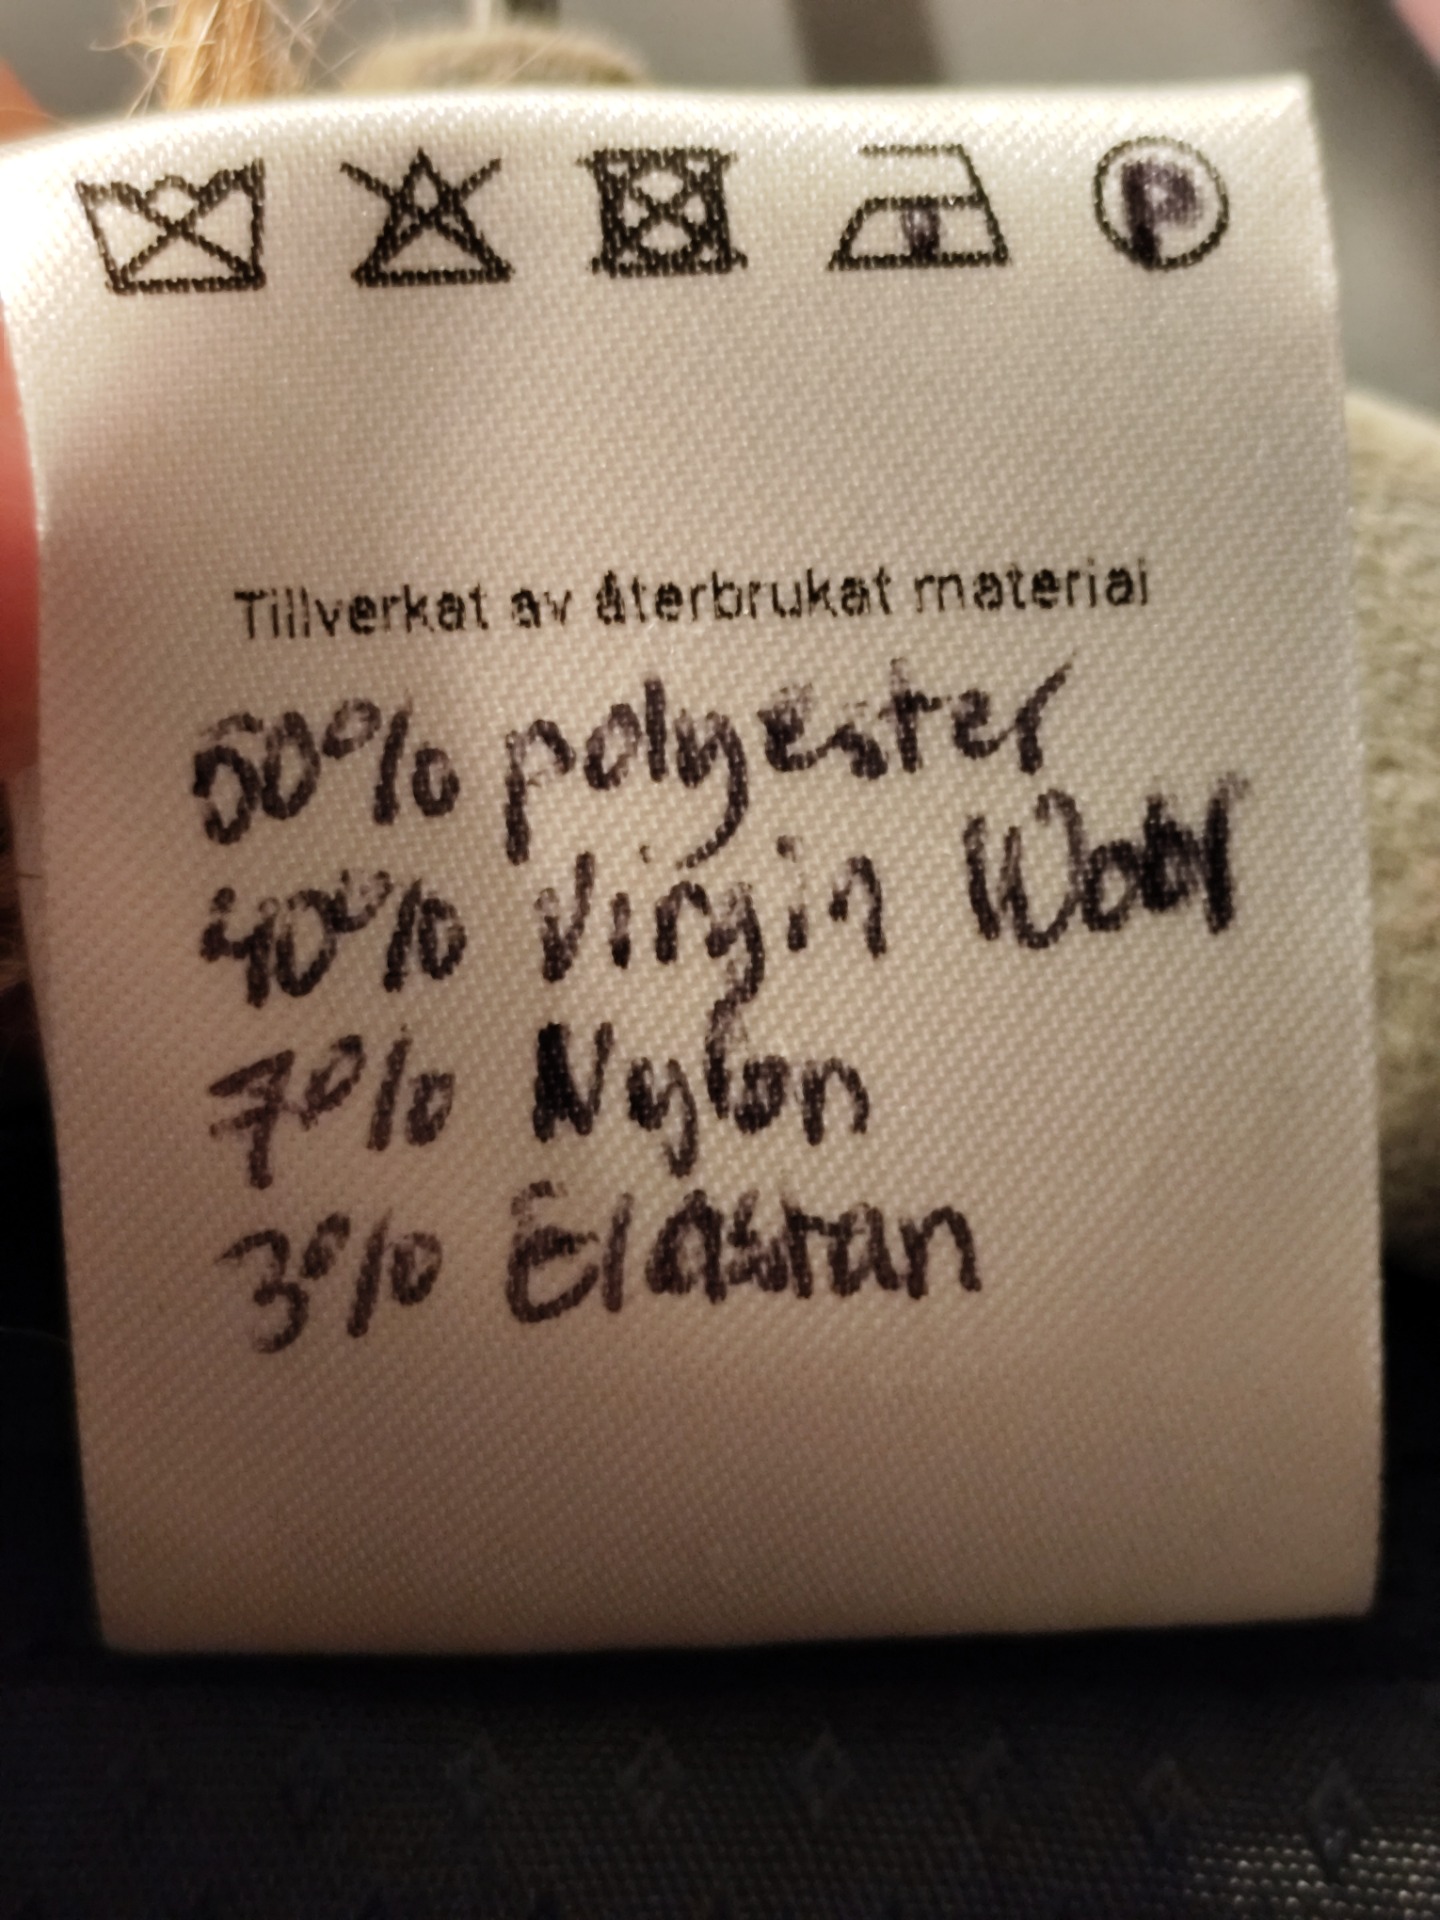 P
Tillverkat av återbrukat material
50% polyester
40% Virgin Wool
7% Nylon
3% Elastan